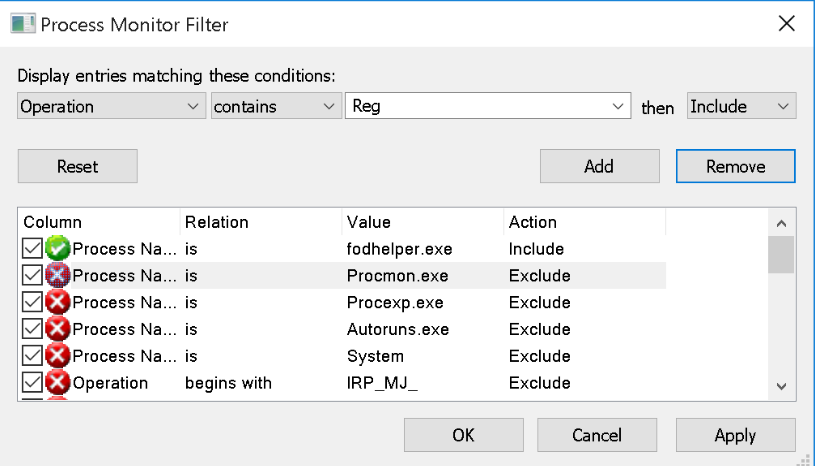 Process Monitor Filter
Display entries matching these conditions:
Operation contains Reg then Include
Reset Add Remove
Column Relation Value Action
Process Na... is fodhelper.exe Include
Process Na... is Procmon.exe Exclude
Process Na... is Procexp.exe Exclude
Process Na... is Autoruns.exe Exclude
Process Na... is System Exclude
Operation begins with IRP_MJ_ Exclude
OK Cancel Apply